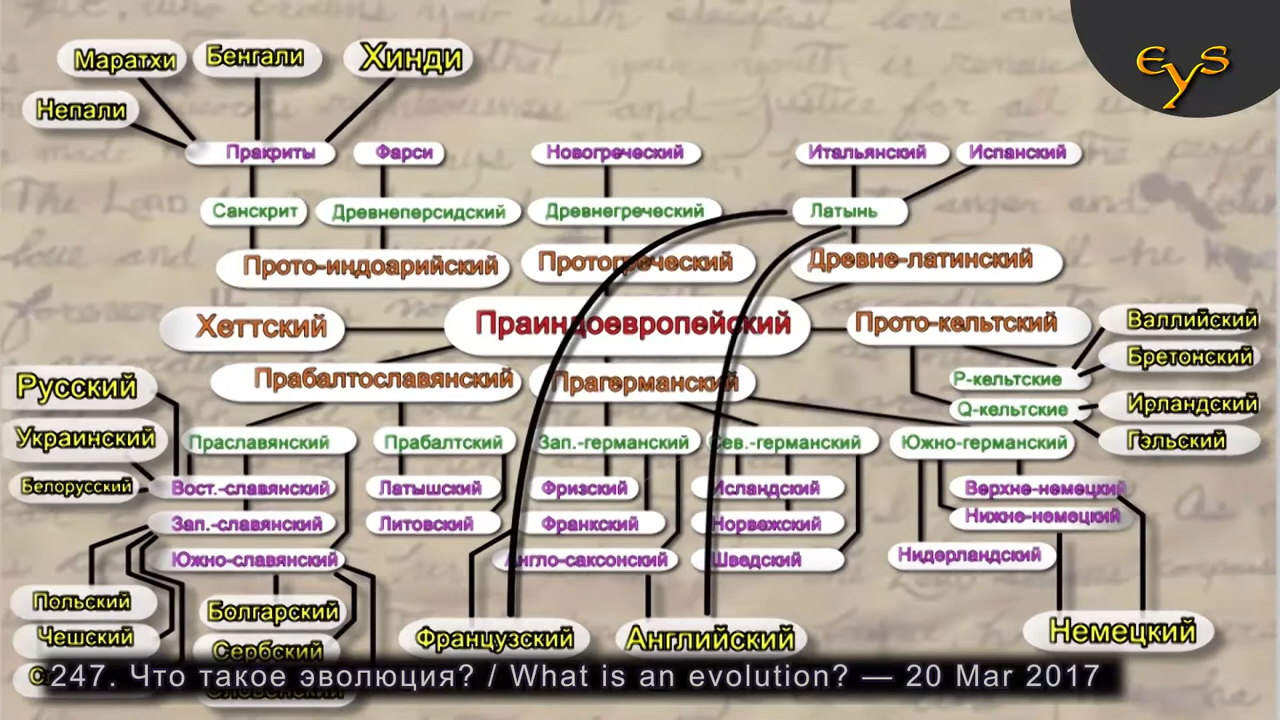 EYS
Маратхи
Бенгали
Хинди
Непали
Пракриты
Фарси
Новогреческий
Итальянский
Испанский
Санскрит
Древнеперсидский
Древнегреческий
Латынь
Прото-индоарийский
Протогреческий
Древне-латинский
Хеттский
Праиндоевропейский
Прото-кельтский
Валлийский
Бретонский
Русский
Прабалтославянский
Прагерманский
Р-кельтские
Q-кельтские
Ирландский
Гэльский
Украинский
Праславянский
Прабалтский
Зап.-германский
Сев.-германский
Южно-германский
Белорусский
Вост.-славянский
Латышский
Фризский
Исландский
Верхне-немецкий
Зап.-славянский
Литовский
Франкский
Норвежский
Нижне-немецкий
Южно-славянский
Англо-саксонский
Шведский
Нидерландский
Польский
Болгарский
Чешский
Сербский
Французский
Английский
Немецкий
247. Что такое эволюция? / What is an evolution? — 20 Mar 2017